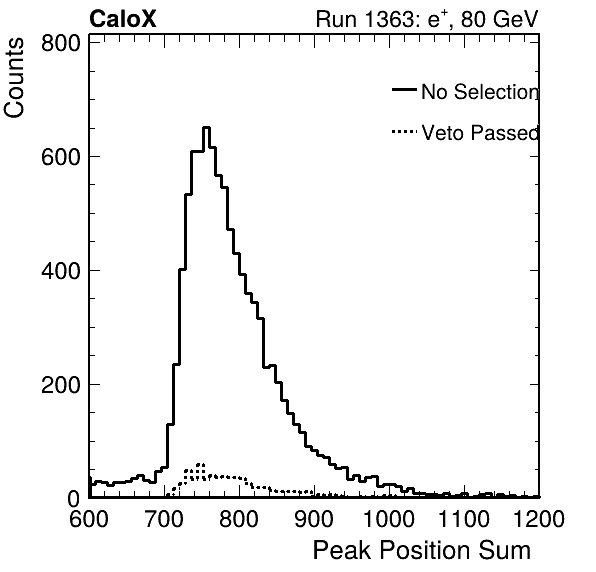 CaloX Run 1363: e⁺, 80 GeV
Counts
800
No Selection
Veto Passed
600
400
200
0
600 700 800 900 1000 1100 1200
Peak Position Sum